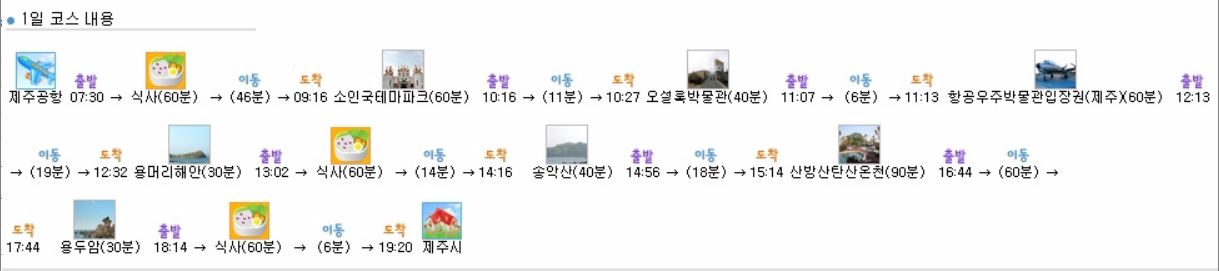 1일 코스 내용
출발 이동 도착 출발 이동 도착 출발 이동 도착 출발
제주공항 07:30 → 식사(60분) → (46분) → 09:16 소인국테마파크(60분) 10:16 → (11분) → 10:27 오설록박물관(40분) 11:07 → (6분) → 11:13 항공우주박물관입장권(제주)(60분) 12:13
이동 도착 출발 이동 도착 출발 이동 도착 출발 이동
→ (19분) → 12:32 용머리해안(30분) 13:02 → 식사(60분) → (14분) → 14:16 송악산(40분) 14:56 → (18분) → 15:14 산방산탄산온천(90분) 16:44 → (60분) →
도착 출발 이동 도착
17:44 용두암(30분) 18:14 → 식사(60분) → (6분) → 19:20 제주시